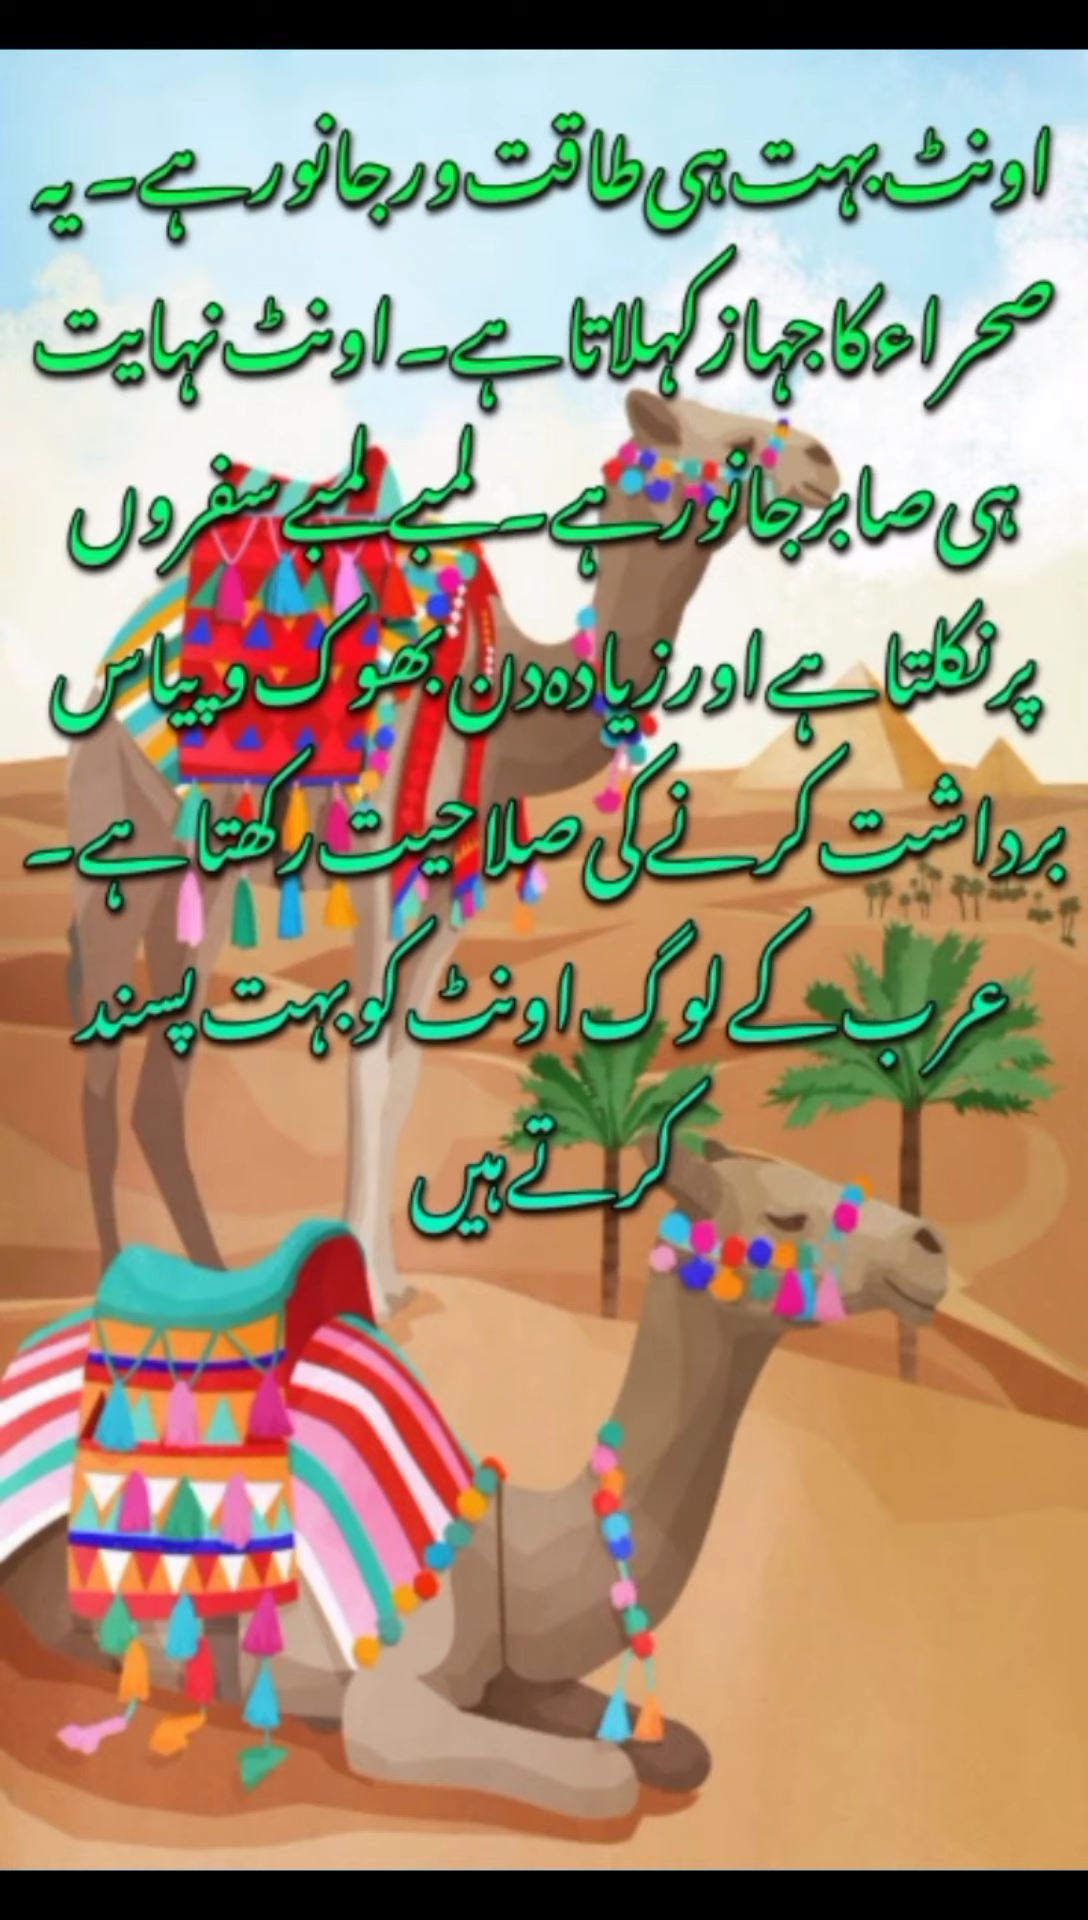 اونٹ بہت ہی طاقت ور جانور ہے۔ یہ
صحراء کا جہاز کہلاتا ہے۔ اونٹ نہایت
ہی صابر جانور ہے۔ لمبے لمبے سفروں
پر نکلتا ہے اور زیادہ دن بھوک و پیاس
برداشت کرنے کی صلاحیت رکھتا ہے۔
عرب کے لوگ اونٹ کو بہت پسند
کرتے ہیں